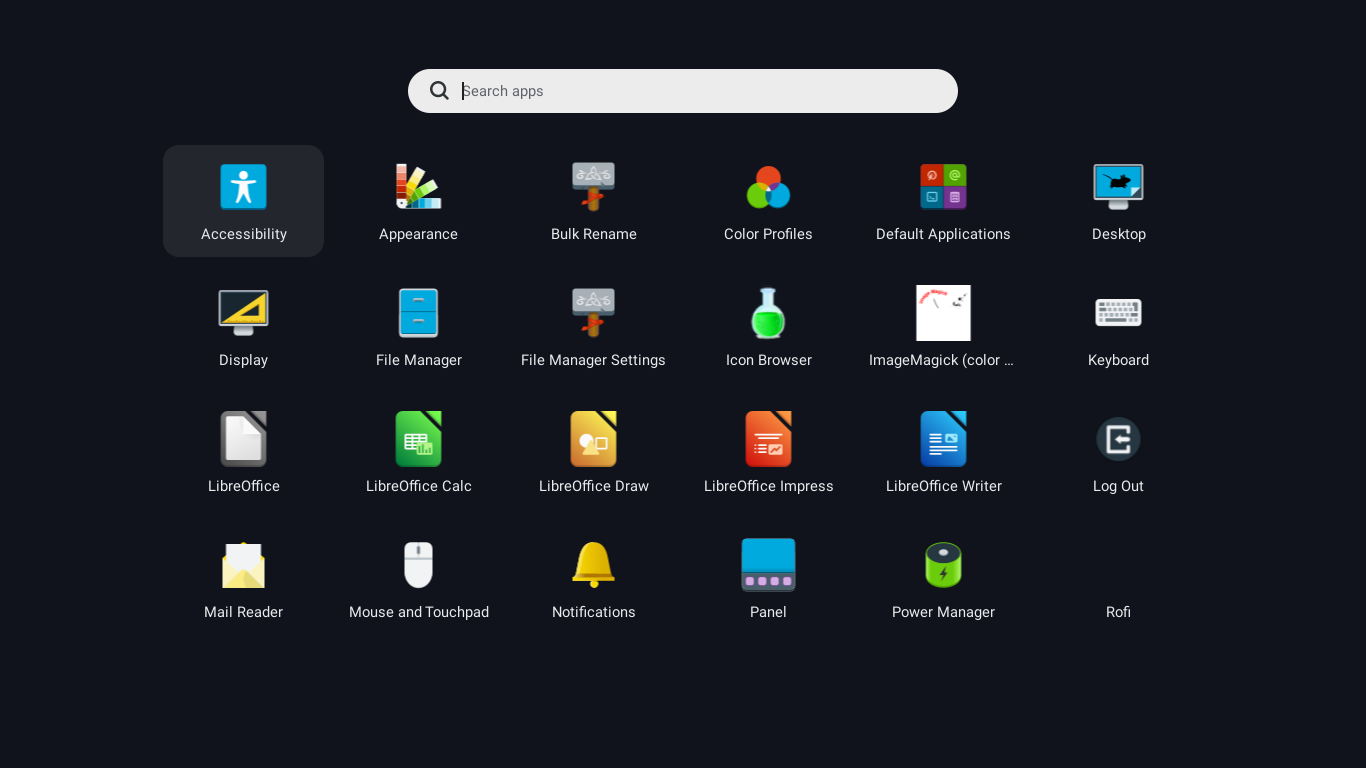 Search apps
Accessibility
Appearance
Bulk Rename
Color Profiles
Default Applications
Desktop
Display
File Manager
File Manager Settings
Icon Browser
ImageMagick (color ...
Keyboard
LibreOffice
LibreOffice Calc
LibreOffice Draw
LibreOffice Impress
LibreOffice Writer
Log Out
Mail Reader
Mouse and Touchpad
Notifications
Panel
Power Manager
Rofi